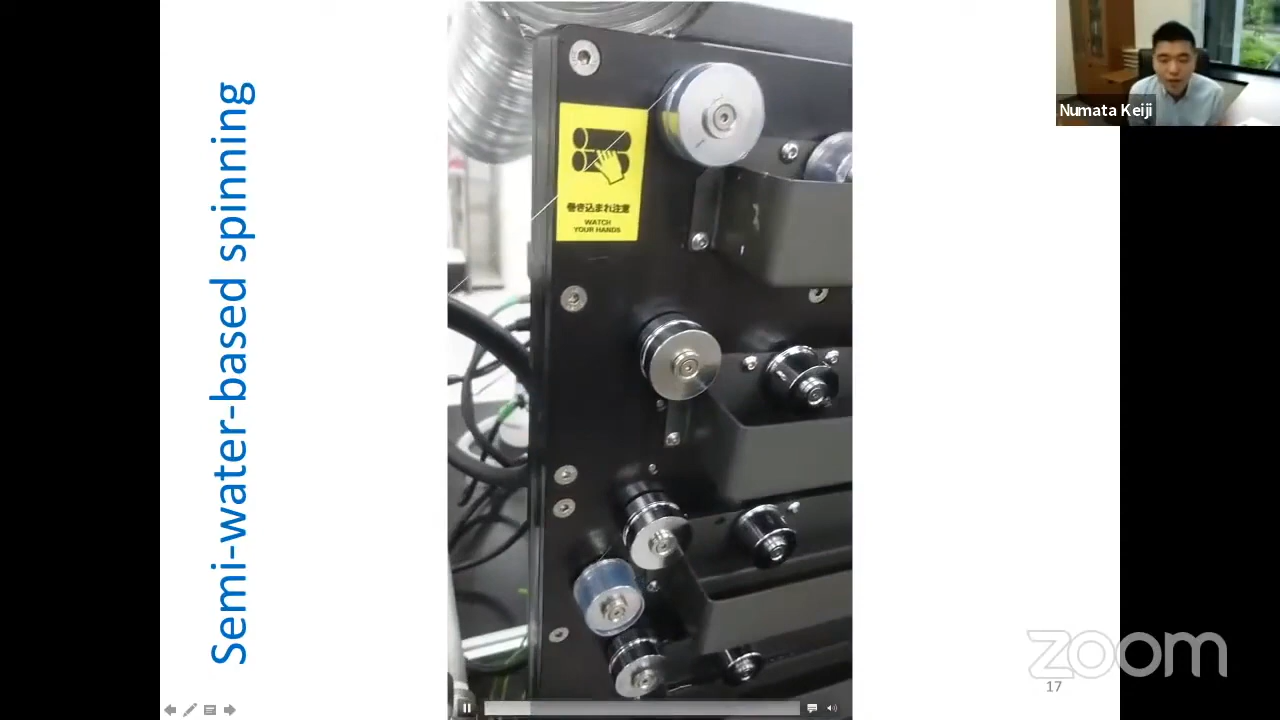 Semi-water-based spinning
巻き込まれ注意
WATCH
YOUR HANDS
Numata Keiji
zoom
17